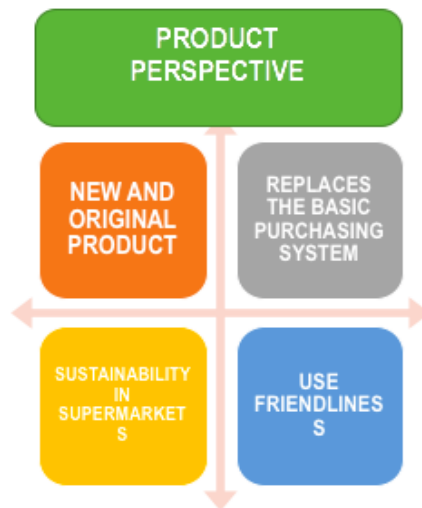 PRODUCT
PERSPECTIVE
NEW AND
ORIGINAL
PRODUCT
REPLACES
THE BASIC
PURCHASING
SYSTEM
SUSTAINABILITY
IN
SUPERMARKET
S
USE
FRIENDLINES
S